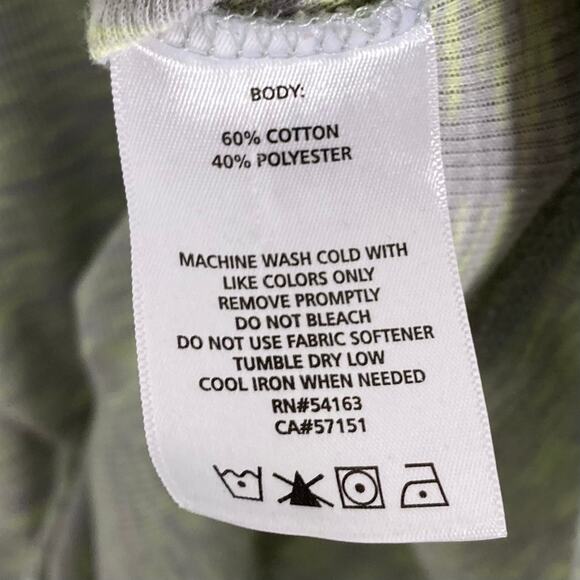 BODY:
60% COTTON
40% POLYESTER
MACHINE WASH COLD WITH
LIKE COLORS ONLY
REMOVE PROMPTLY
DO NOT BLEACH
DO NOT USE FABRIC SOFTENER
TUMBLE DRY LOW
COOL IRON WHEN NEEDED
RN#54163
CA#57151